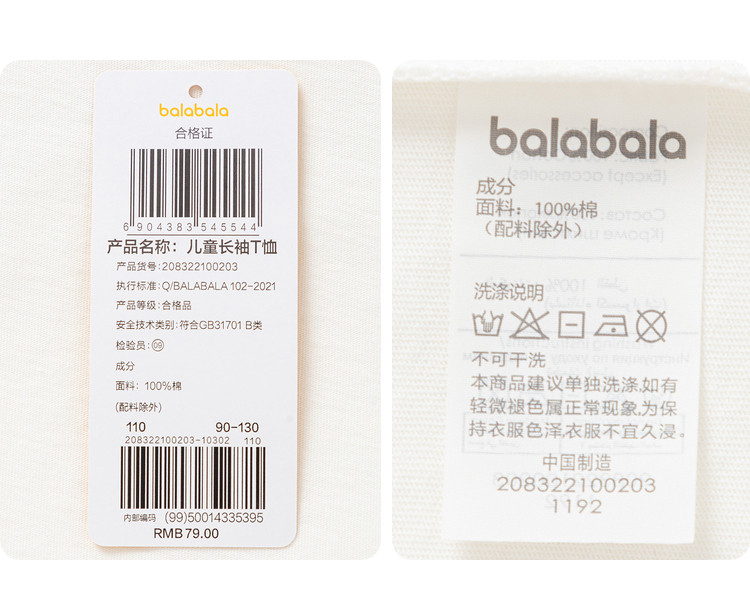 balabala
合格证
6 904383 545544
产品名称：儿童长袖T恤
产品货号:208322100203
执行标准:Q/BALABALA 102-2021
产品等级:合格品
安全技术类别:符合GB31701 B类
检验员:09
成分
面料：100%棉
(配料除外)
110 90-130
208322100203-10302 110
内部编码 (99)50014335395
RMB79.00
balabala
成分
面料：100%棉
（配料除外）
洗涤说明
不可干洗
本商品建议单独洗涤,如有
轻微褪色属正常现象,为保
持衣服色泽,衣服不宜久浸。
中国制造
208322100203
1192